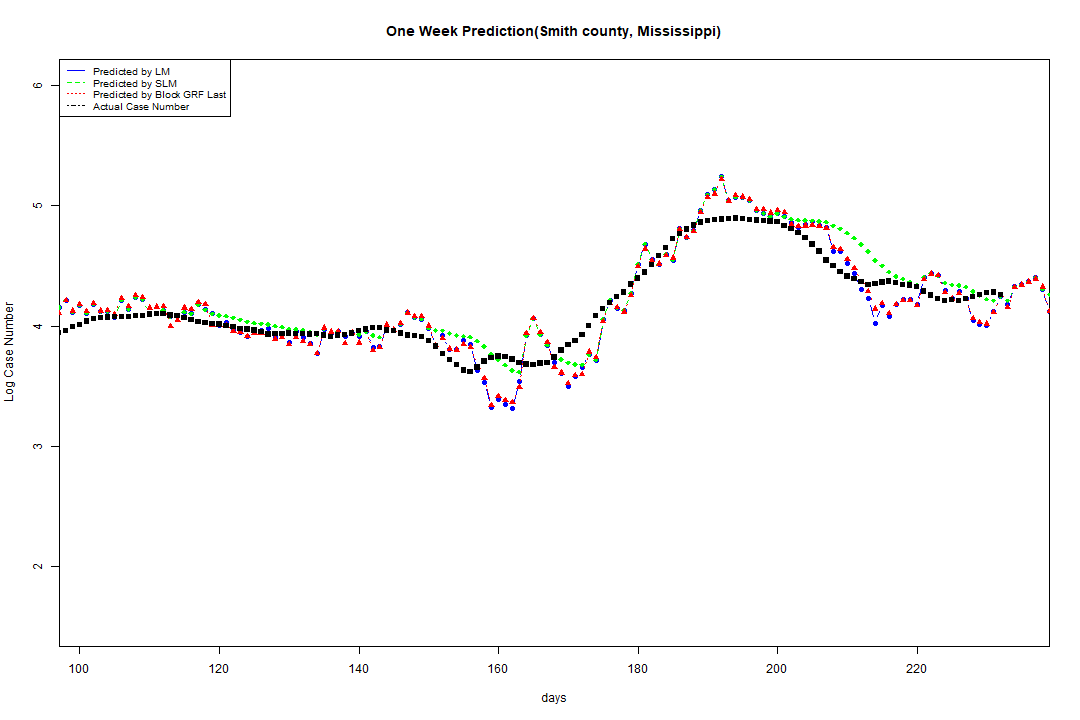 One Week Prediction(Smith county, Mississippi)
Predicted by LM
Predicted by SLM
Predicted by Block GRF Last
Actual Case Number
6
5
4
3
2
Log Case Number
100 120 140 160 180 200 220
days